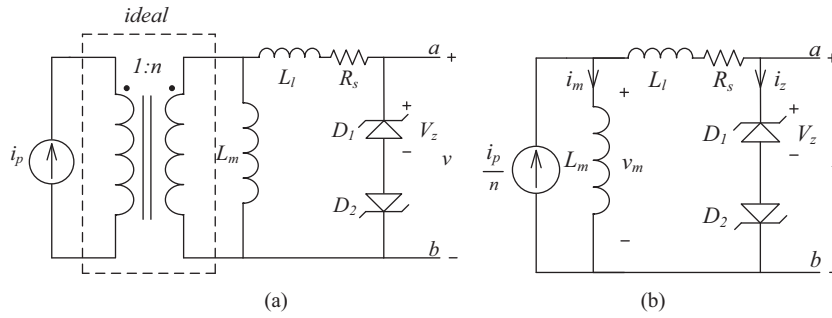 ideal
1:n
i_p
L_m
L_l
R_s
a
+
D_1
+
V_z
−
v
D_2
b
−
(a)
i_p
n
i_m
L_m
+
v_m
−
L_l
R_s
i_z
a
+
D_1
+
V_z
−
D_2
b
(b)